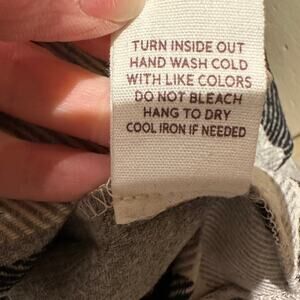 TURN INSIDE OUT
HAND WASH COLD
WITH LIKE COLORS
DO NOT BLEACH
HANG TO DRY
COOL IRON IF NEEDED